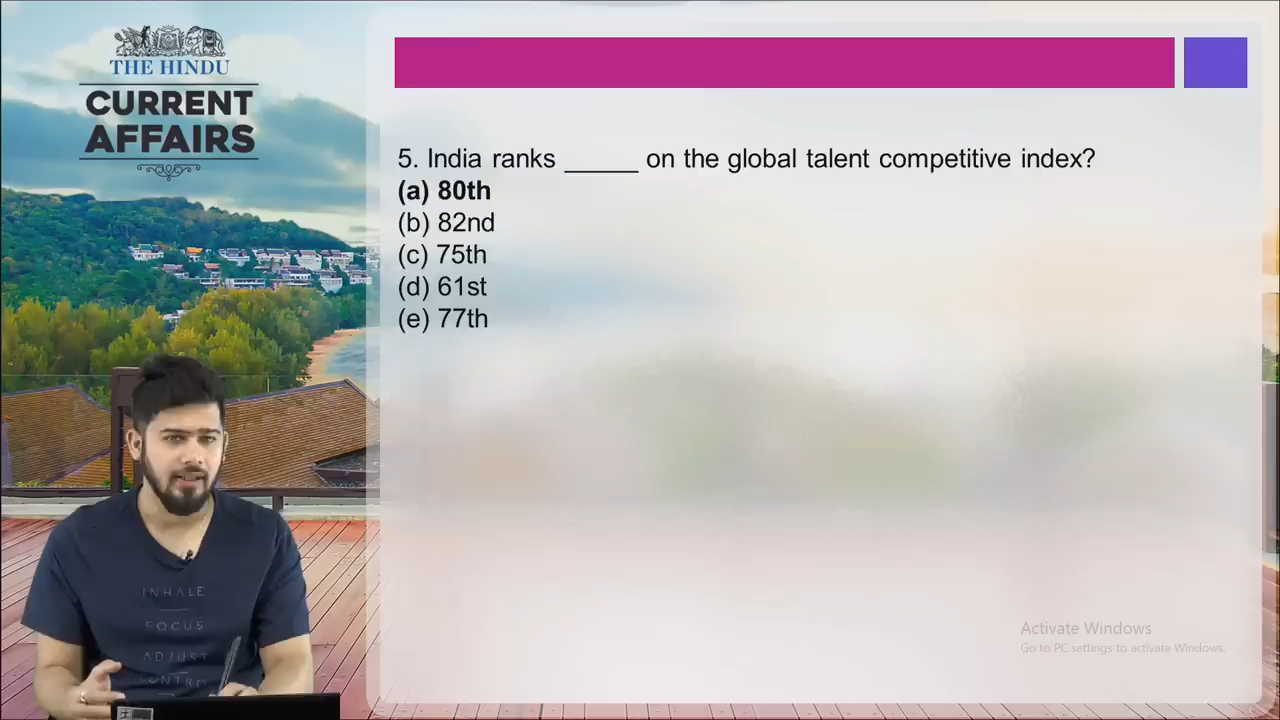 THE HINDU
CURRENT
AFFAIRS
5. India ranks _____ on the global talent competitive index?
(a) 80th
(b) 82nd
(c) 75th
(d) 61st
(e) 77th
INHALE
FOCUS
ADJUST
Activate Windows
Go to PC settings to activate Windows.